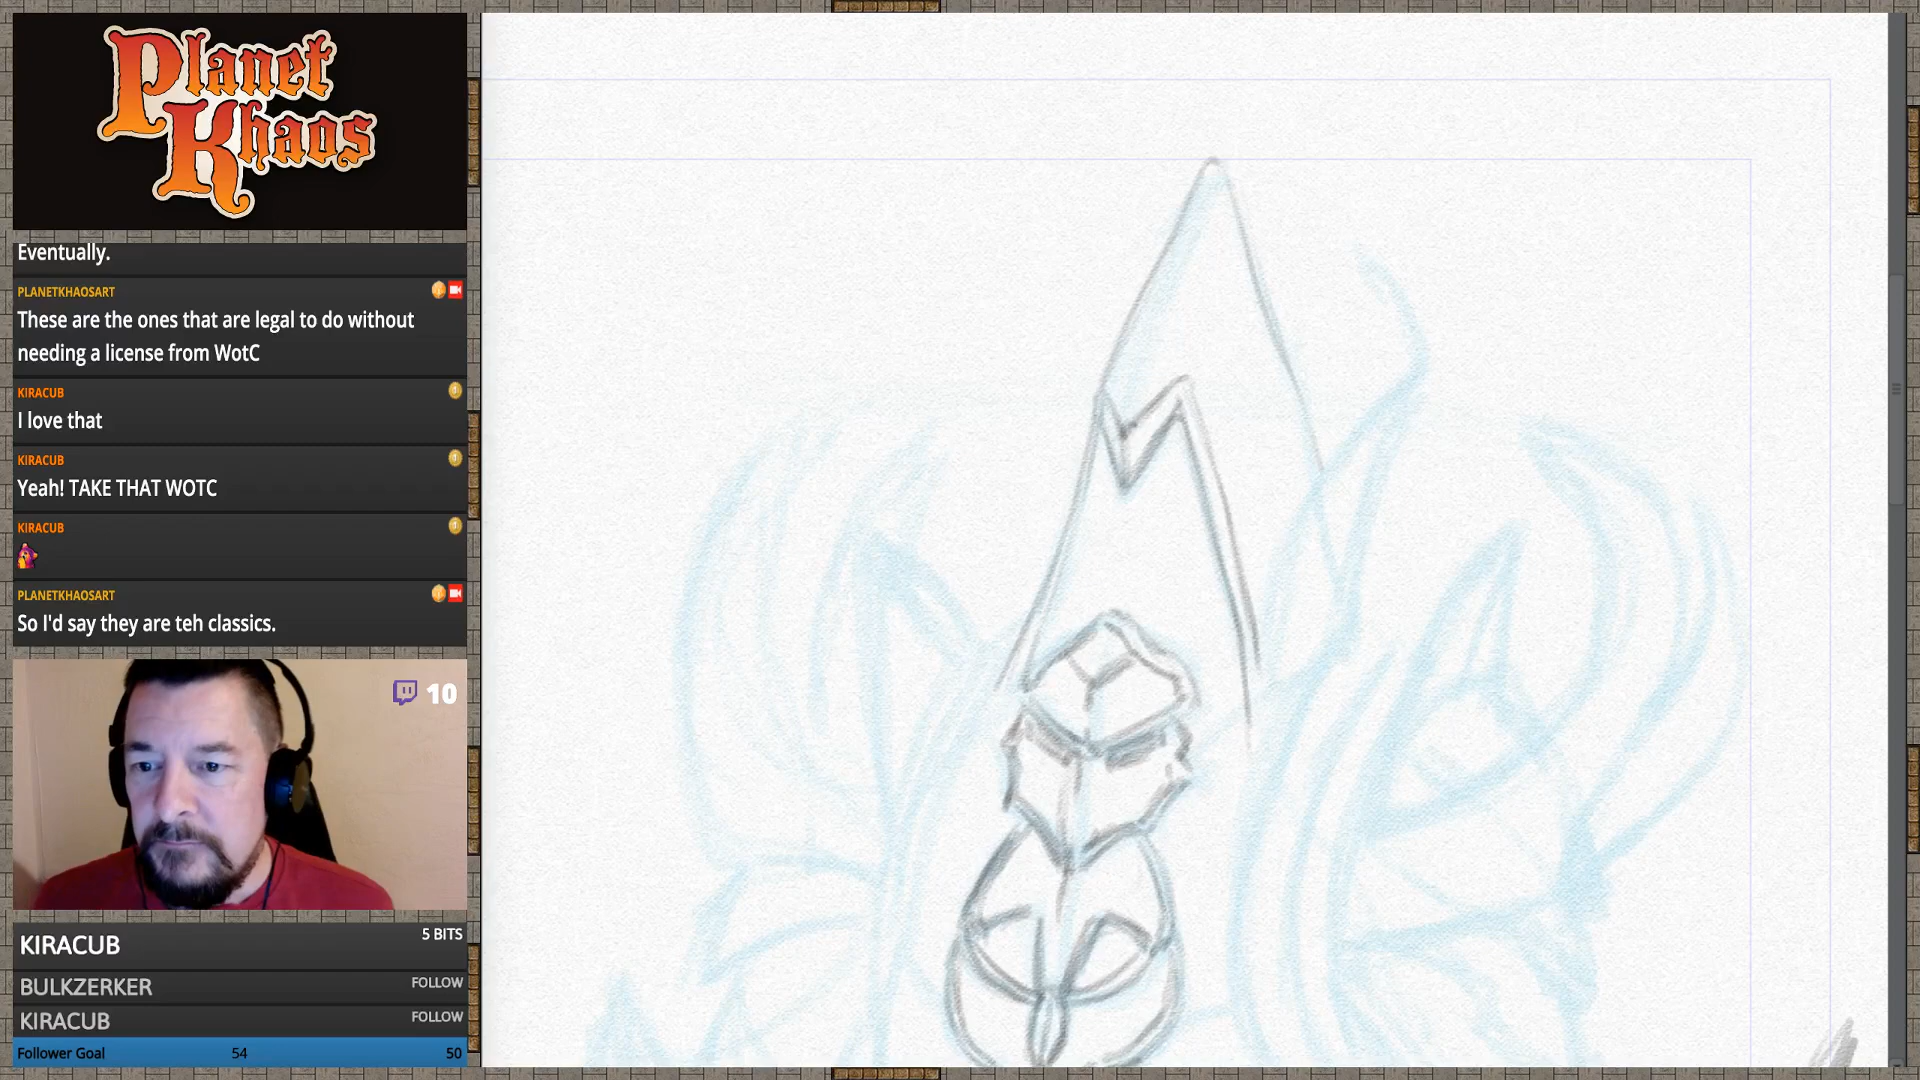 Planet
Khaos
Eventually.
PLANETKHAOSART
These are the ones that are legal to do without
needing a license from WotC
KIRACUB
I love that
KIRACUB
Yeah! TAKE THAT WOTC
KIRACUB
PLANETKHAOSART
So I'd say they are teh classics.
10
KIRACUB 5 BITS
BULKZERKER FOLLOW
KIRACUB FOLLOW
Follower Goal 54 50